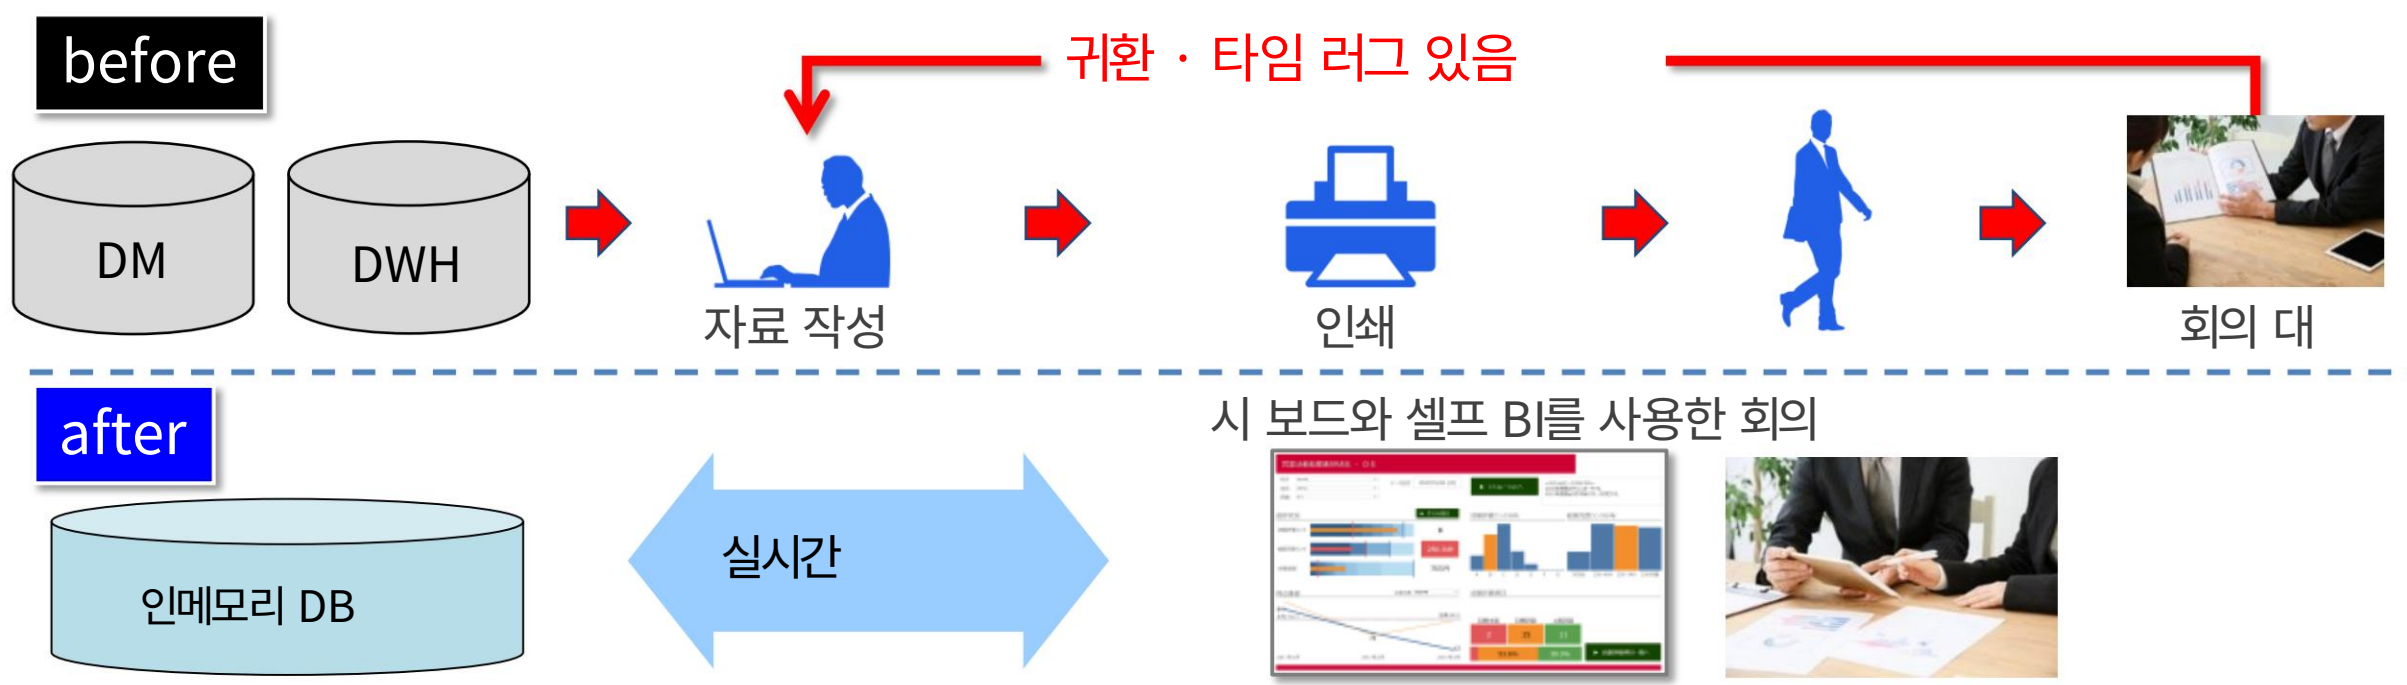 before
귀환 · 타임 러그 있음
DM
DWH
자료 작성
인쇄
회의 대
after
시 보드와 셀프 BI를 사용한 회의
실시간
인메모리 DB